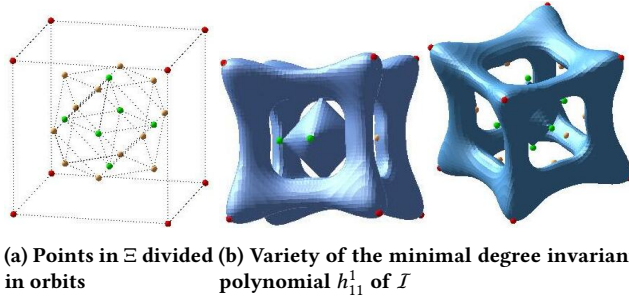 (a) Points in Ξ divided
in orbits
(b) Variety of the minimal degree invarian
polynomial h¹₁₁ of 𝓘